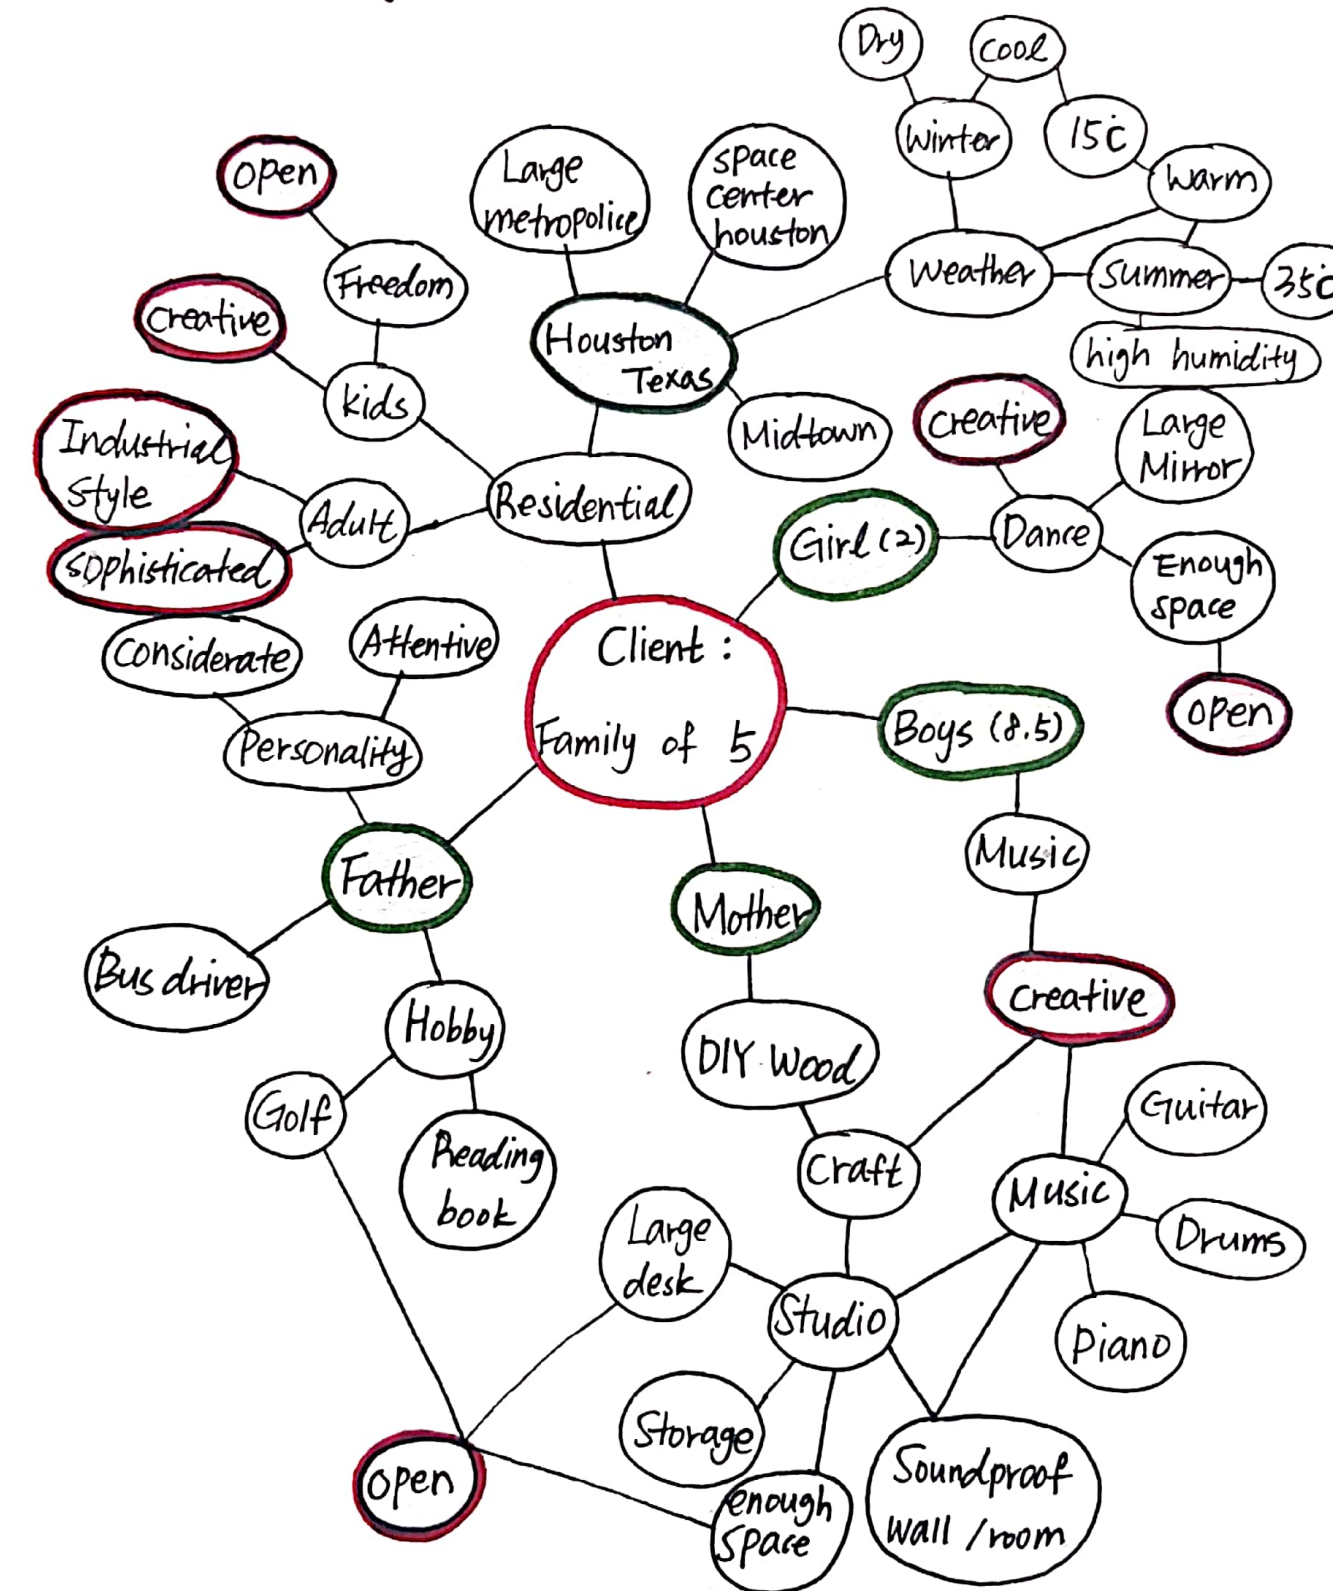 Dry
Cool
Winter
15°C
Warm
Open
Large
metropolice
space
center
houston
Freedom
Weather
Summer
35°C
Creative
Houston
Texas
high humidity
kids
Midtown
Creative
Large
Mirror
Industrial
Style
Residential
Adult
Girl (2)
Dance
Sophisticated
Enough
space
Considerate
Attentive
Client :
Family of 5
Personality
Boys (8.5)
Open
Father
Music
Mother
Bus driver
Creative
Hobby
DIY Wood
Golf
Guitar
Reading
book
Craft
Music
Large
desk
Drums
Studio
Piano
Storage
Open
enough
space
Soundproof
wall / room